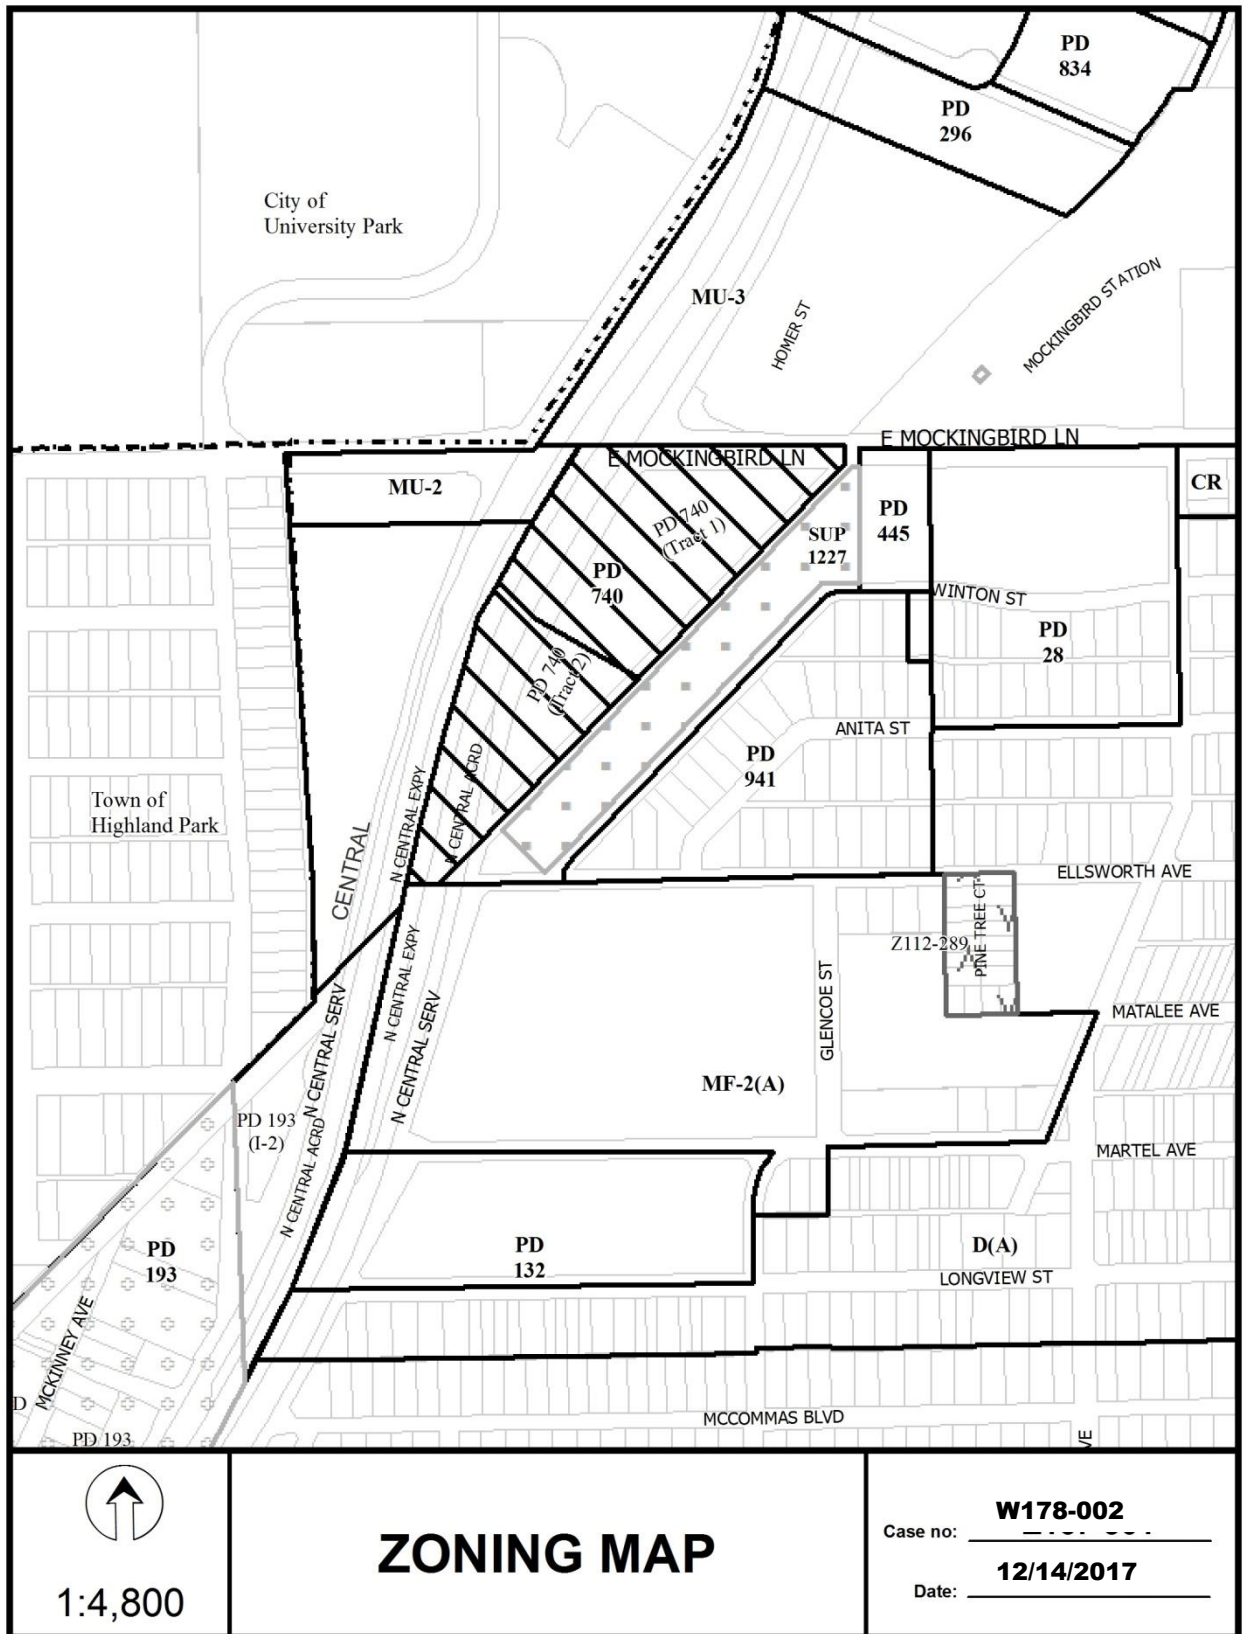 PD
834
PD
296
City of
University Park
MU-3
HOMER ST
MOCKINGBIRD STATION
E MOCKINGBIRD LN
E MOCKINGBIRD LN
MU-2
CR
PD 740
(Tract 1)
PD
445
SUP
1227
PD
740
WINTON ST
PD
28
PD 740
(Tract 2)
ANITA ST
PD
941
Town of
Highland Park
N CENTRAL EXPY
N CENTRAL ACRD
CENTRAL
ELLSWORTH AVE
PINE TREE CT
Z112-289
N CENTRAL EXPY
GLENCOE ST
N CENTRAL SERV
N CENTRAL SERV
MATALEE AVE
MF-2(A)
PD 193
(I-2)
N CENTRAL ACRD
MARTEL AVE
PD
193
PD
132
D(A)
LONGVIEW ST
MCKINNEY AVE
D
MCCOMMAS BLVD
PD 193
VE
1:4,800
ZONING MAP
Case no: W178-002
Date: 12/14/2017